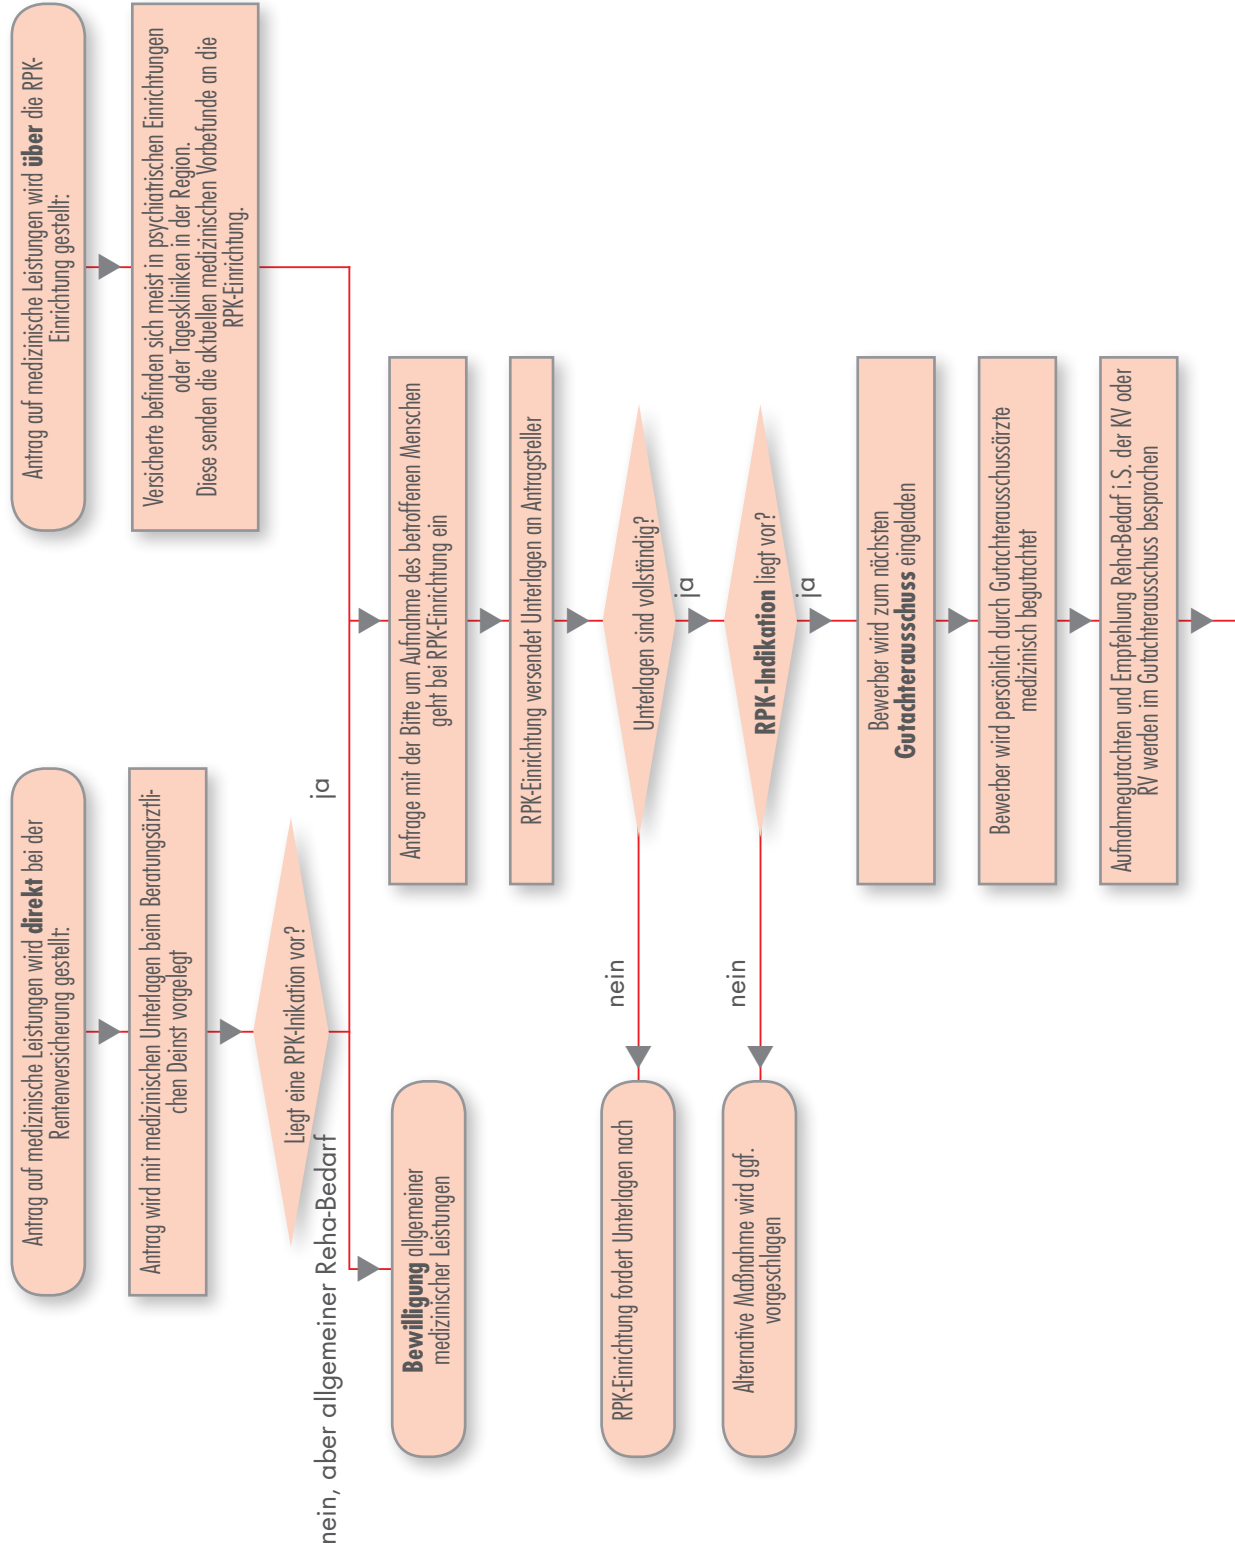 Antrag auf medizinische Leistungen wird direkt bei der
Rentenversicherung gestellt:
Antrag auf medizinische Leistungen wird über die RPK-
Einrichtung gestellt:
Antrag wird mit medizinischen Unterlagen beim Beratungsärztli-
chen Deinst vorgelegt
Versicherte befinden sich meist in psychiatrischen Einrichtungen
oder Tageskliniken in der Region.
Diese senden die aktuellen medizinischen Vorbefunde an die
RPK-Einrichtung.
Liegt eine RPK-Inikation vor?
nein, aber allgemeiner Reha-Bedarf
ja
Bewilligung allgemeiner
medizinischer Leistungen
Anfrage mit der Bitte um Aufnahme des betroffenen Menschen
geht bei RPK-Einrichtung ein
RPK-Einrichtung versendet Unterlagen an Antragsteller
Unterlagen sind vollständig?
nein
RPK-Einrichtung fordert Unterlagen nach
ja
RPK-Indikation liegt vor?
nein
Alternative Maßnahme wird ggf.
vorgeschlagen
ja
Bewerber wird zum nächsten
Gutachterausschuss eingeladen
Bewerber wird persönlich durch Gutachterausschussärzte
medizinisch begutachtet
Aufnahmegutachten und Empfehlung Reha-Bedarf i.S. der KV oder
RV werden im Gutachterausschuss besprochen